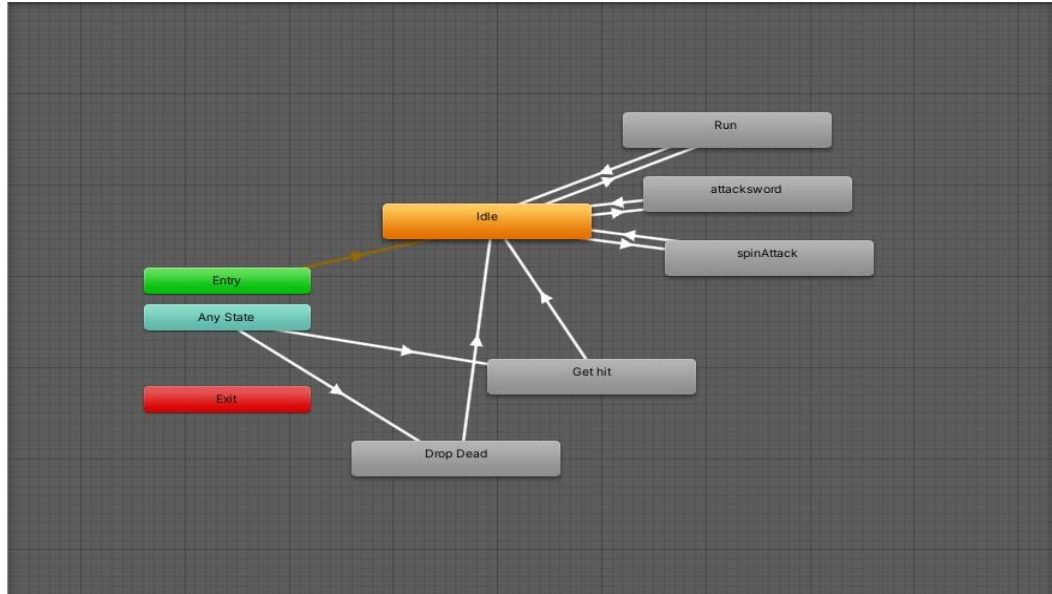 Run
attacksword
Idle
spinAttack
Entry
Any State
Get hit
Exit
Drop Dead